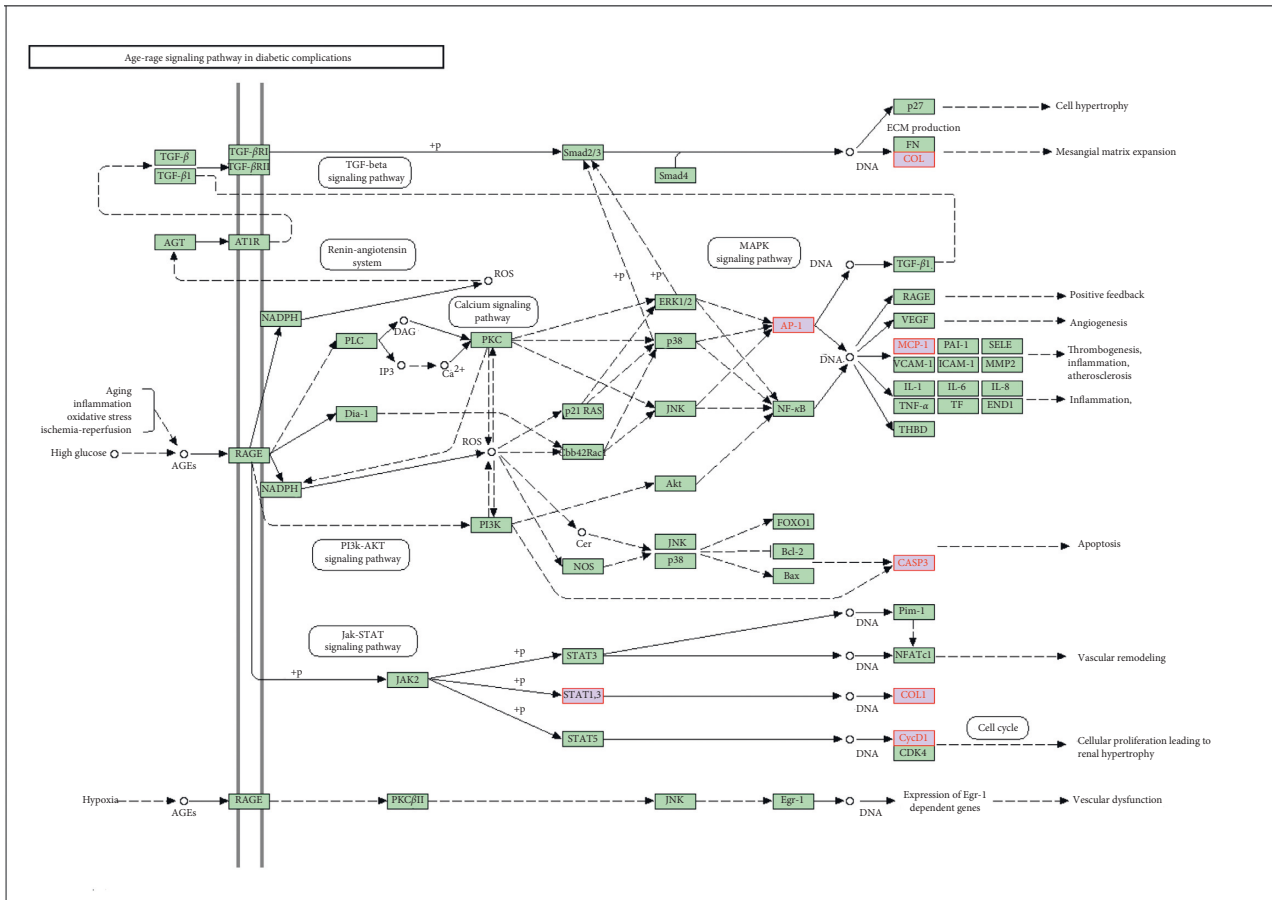 Age-rage signaling pathway in diabetic complications
p27
Cell hypertrophy
ECM production
FN
COL
DNA
Mesangial matrix expansion
TGF-β
TGF-β1
TGF-βRI
TGF-βRII
+p
TGF-beta
signaling pathway
Smad2/3
Smad4
AGT
AT1R
Renin-angiotensin
system
ROS
MAPK
signaling pathway
+p
+p
DNA
TGF-β1
NADPH
Calcium signaling
pathway
ERK1/2
AP-1
RAGE
Positive feedback
VEGF
Angiogenesis
PLC
DAG
IP3
Ca2+
PKC
p38
DNA
MCP-1
PAI-1
SELE
VCAM-1
ICAM-1
MMP2
Thrombogenesis,
inflammation,
atherosclerosis
IL-1
IL-6
IL-8
TNF-α
TF
END1
Inflammation,
Aging
inflammation
oxidative stress
ischemia-reperfusion
Dia-1
p21 RAS
JNK
NF-κB
THBD
High glucose
AGEs
RAGE
ROS
NADPH
Akt
PI3K
PI3k-AKT
signaling pathway
Cer
NOS
JNK
p38
FOXO1
Bcl-2
Bax
CASP3
Apoptosis
Jak-STAT
signaling pathway
DNA
Pim-1
+p
JAK2
+p
STAT3
DNA
NFATc1
Vascular remodeling
+p
STAT1,3
DNA
COL1
+p
STAT5
DNA
CycD1
CDK4
Cell cycle
Cellular proliferation leading to
renal hypertrophy
Hypoxia
AGEs
RAGE
PKCβII
JNK
Egr-1
DNA
Expression of Egr-1
dependent genes
Vescular dysfunction